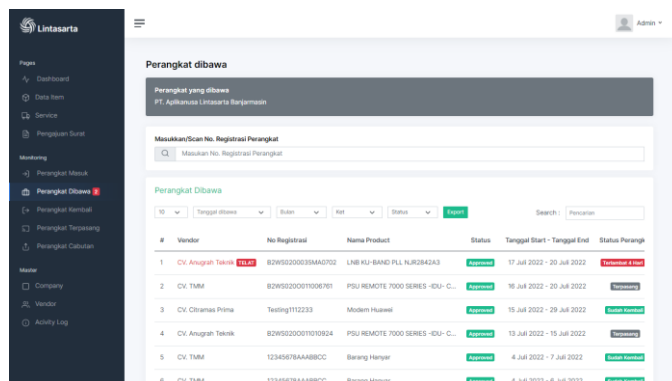 Lintasarta
Admin
Pages
Dashboard
Data Item
Service
Pengajuan Surat
Monitoring
Perangkat Masuk
Perangkat Dibawa 2
Perangkat Kembali
Perangkat Terpasang
Perangkat Cabutan
Master
Company
Vendor
Activity Log
Perangkat dibawa
Perangkat yang dibawa
PT. Aplikanusa Lintasarta Banjarmasin
Masukkan/Scan No. Registrasi Perangkat
Masukan No. Registrasi Perangkat
Perangkat Dibawa
10 Tanggal dibawa Bulan Ket Status Export Search : Pencarian
# Vendor No Registrasi Nama Product Status Tanggal Start - Tanggal End Status Perangk
1 CV. Anugrah Teknik TELAT B2WS0200035MA0702 LNB KU-BAND PLL NJR2842A3 Approved 17 Juli 2022 - 20 Juli 2022 Terlambat 4 Hari
2 CV. TMM B2WS020O011006761 PSU REMOTE 7000 SERIES -IDU- C... Approved 16 Juli 2022 - 20 Juli 2022 Terpasang
3 CV. Citramas Prima Testing1112233 Modem Huawei Approved 15 Juli 2022 - 29 Juli 2022 Sudah Kembali
4 CV. Anugrah Teknik B2WS020O011010924 PSU REMOTE 7000 SERIES -IDU- C... Approved 13 Juli 2022 - 15 Juli 2022 Terpasang
5 CV. TMM 12345678AAABBCC Barang Hanyar Approved 4 Juli 2022 - 7 Juli 2022 Sudah Kembali